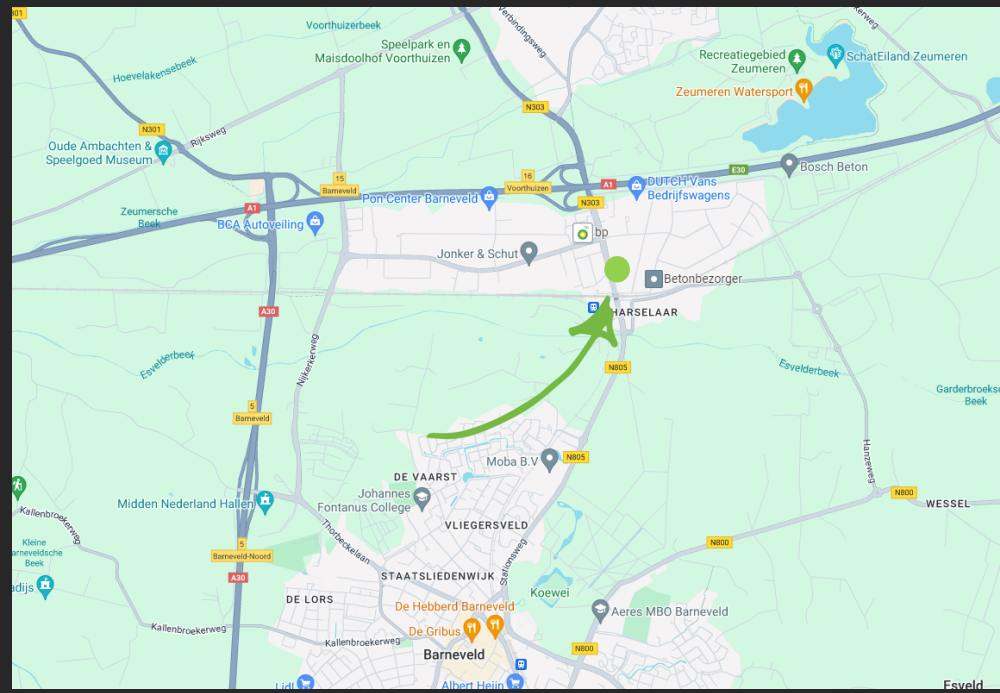 301
Voorthuizerbeek
Verbindingsweg
kerweg
Speelpark en
Maisdoolhof Voorthuizen
Recreatiegebied
Zeumeren
SchatEiland Zeumeren
Hoevelakensebeek
Zeumeren Watersport
N303
N301
Rijksweg
Oude Ambachten &
Speelgoed Museum
E30
Bosch Beton
15
Barneveld
16
Voorthuizen
A1
DUTCH Vans
Bedrijfswagens
Pon Center Barneveld
N303
A1
Zeumersche
Beek
BCA Autoveiling
bp
Jonker & Schut
Betonbezorger
A30
HARSELAAR
Esvelderbeek
Nijkerkerweg
N805
Esvelderbeek
Garderbroekse
Beek
5
Barneveld
Moba B.V
N805
Hanzeweg
DE VAARST
Johannes
Fontanus College
N800
WESSEL
Midden Nederland Hallen
Kallenbroekerweg
VLIEGERSVELD
Thorbeckelaan
Stationsweg
N800
Kleine
arneveldsche
Beek
5
Barneveld-Noord
A30
STAATSLIEDENWIJK
adijs
Koewei
DE LORS
De Hebberd Barneveld
Aeres MBO Barneveld
De Gribus
Kallenbroekerweg
Kallenbroekerweg
Barneveld
N800
Lidl
Albert Heijn
Esveld